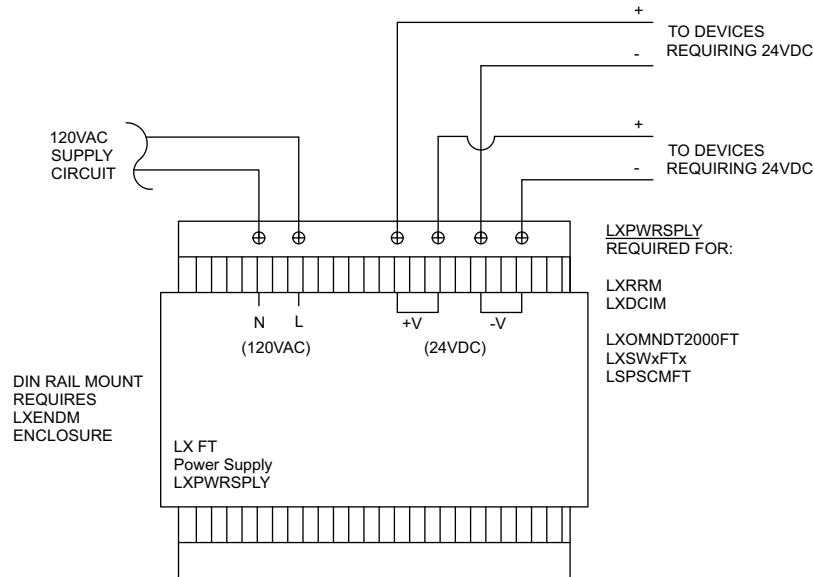 +
TO DEVICES
REQUIRING 24VDC
-
120VAC
SUPPLY
CIRCUIT
+
TO DEVICES
REQUIRING 24VDC
-
LXPWRSPLY
REQUIRED FOR:
LXRRM
LXDCIM
LXOMNDT2000FT
LXSWxFTx
LSPSCMFT
N L +V -V
(120VAC) (24VDC)
DIN RAIL MOUNT
REQUIRES
LXENDM
ENCLOSURE
LX FT
Power Supply
LXPWRSPLY